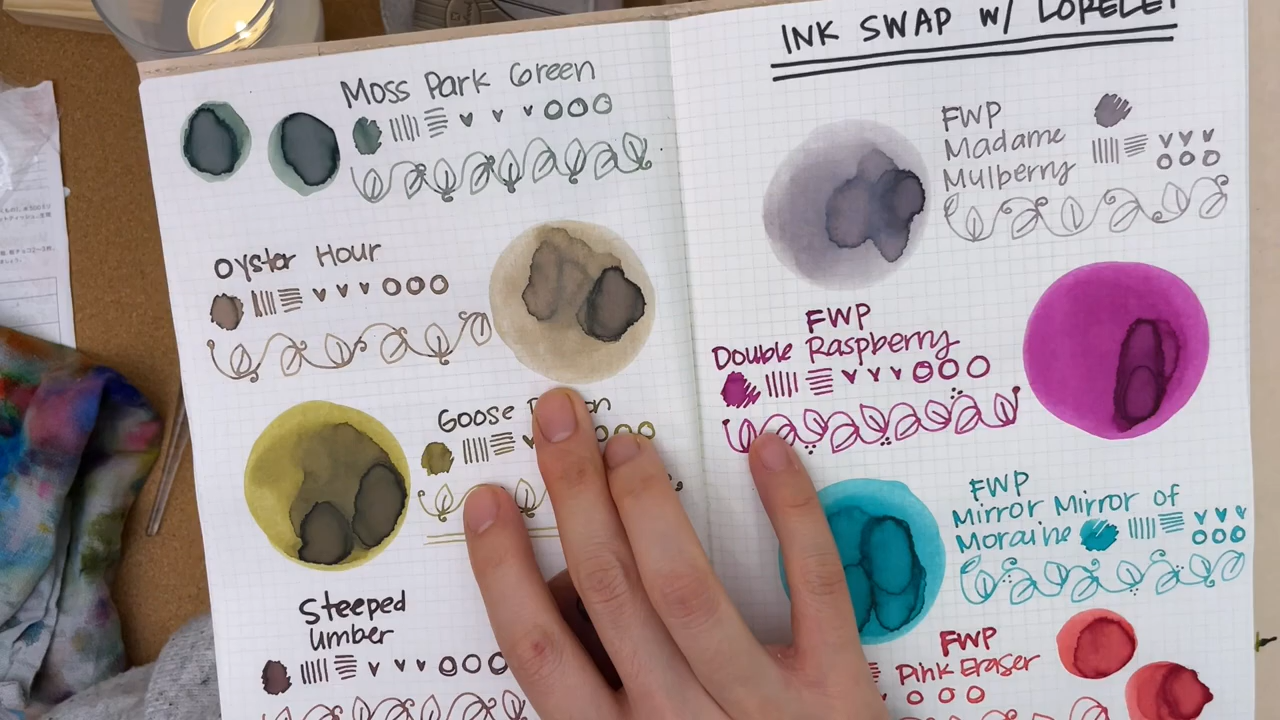 Moss Park Green
Oyster Hour
Goose
Steeped
Umber
INK SWAP W/ LORELEI
FWP
Madame
Mulberry
FWP
Double Raspberry
FWP
Mirror Mirror of
Moraine
FWP
Pink Eraser